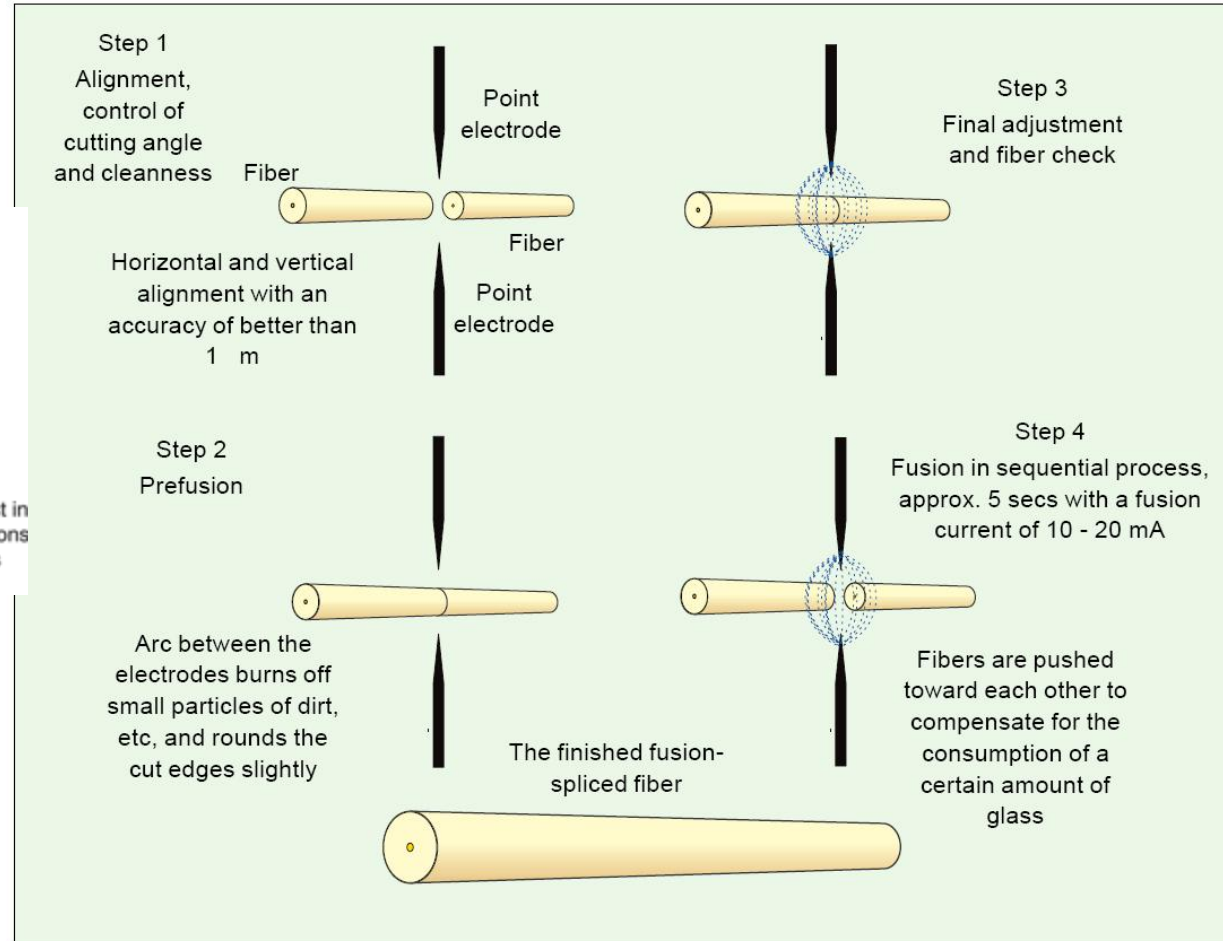 Step 1
Alignment,
control of
cutting angle
and cleanness
Fiber
Point
electrode
Fiber
Horizontal and vertical
alignment with an
accuracy of better than
1 m
Point
electrode
Step 3
Final adjustment
and fiber check
Step 2
Prefusion
Arc between the
electrodes burns off
small particles of dirt,
etc, and rounds the
cut edges slightly
Step 4
Fusion in sequential process,
approx. 5 secs with a fusion
current of 10 - 20 mA
Fibers are pushed
toward each other to
compensate for the
consumption of a
certain amount of
glass
The finished fusion-
spliced fiber
in